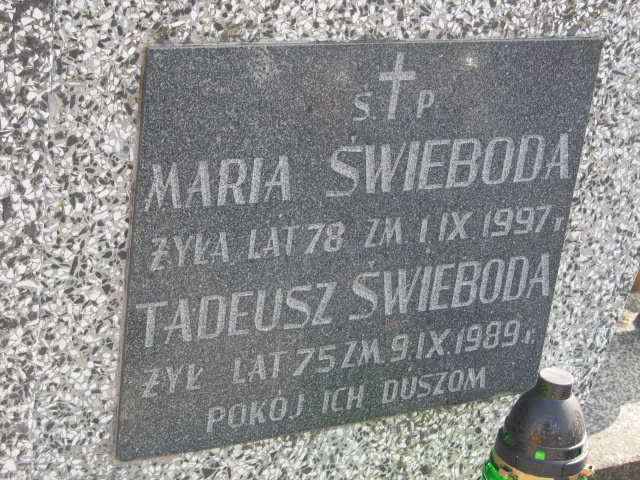 Ś P
MARIA ŚWIEBODA
ŻYŁA LAT 78 ZM. 1 IX. 1997 r
TADEUSZ ŚWIEBODA
ŻYŁ LAT 75 ZM. 9.IX.1989 r.
POKÓJ ICH DUSZOM